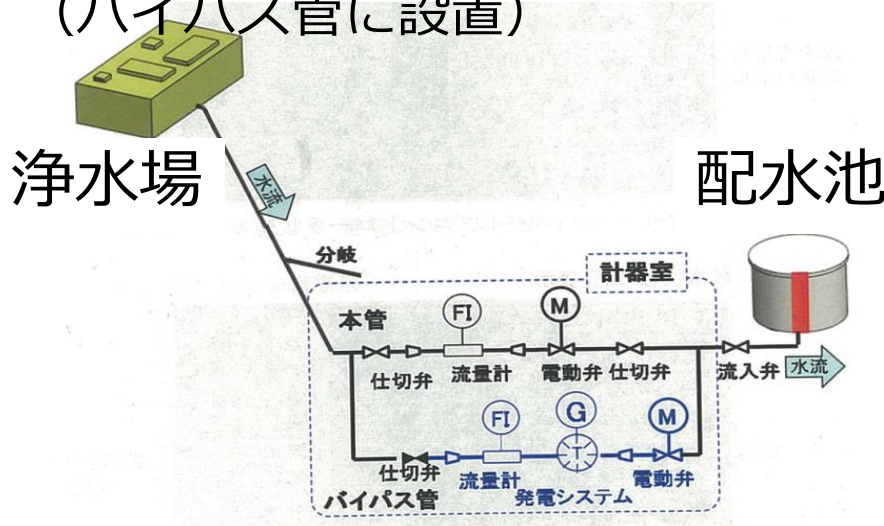 （バイパス管に設置）
浄水場
配水池
水流
分岐
計器室
本管
FI
M
仕切弁
流量計
電動弁
仕切弁
流入弁
水流
FI
G
T
M
仕切弁
流量計
発電システム
電動弁
バイパス管